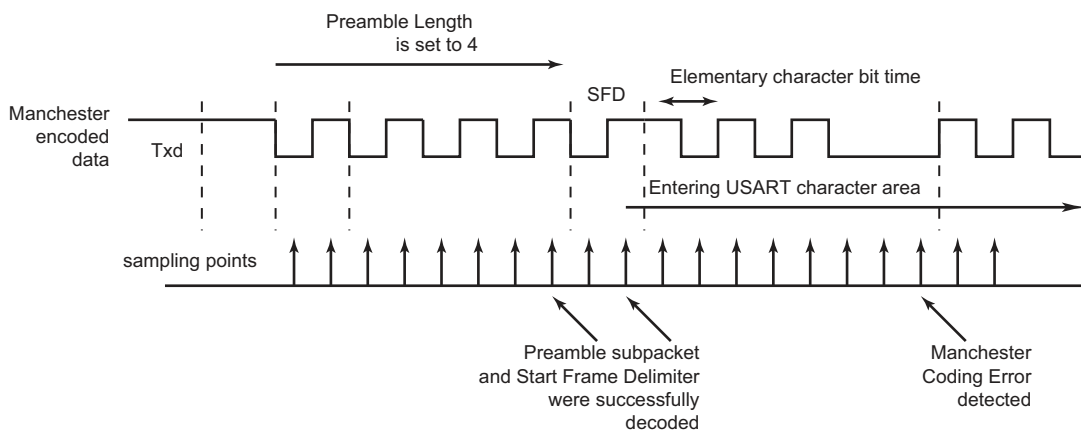 Preamble Length
is set to 4
Elementary character bit time
SFD
Manchester
encoded
data
Txd
Entering USART character area
sampling points
Preamble subpacket
and Start Frame Delimiter
were successfully
decoded
Manchester
Coding Error
detected